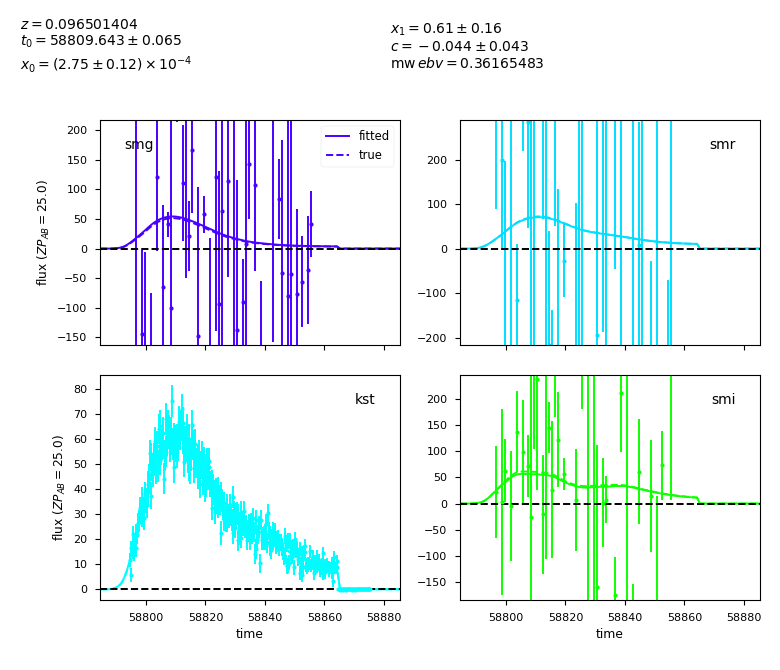 z = 0.096501404
t₀ = 58809.643 ± 0.065
x₀ = (2.75 ± 0.12) × 10⁻⁴
x₁ = 0.61 ± 0.16
c = −0.044 ± 0.043
mw ebv = 0.36165483
smg
fitted
true
flux (ZP_AB = 25.0)
200
150
100
50
0
−50
−100
−150
smr
200
100
0
−100
−200
kst
flux (ZP_AB = 25.0)
80
70
60
50
40
30
20
10
0
58800 58820 58840 58860 58880
time
smi
200
150
100
50
0
−50
−100
−150
58800 58820 58840 58860 58880
time